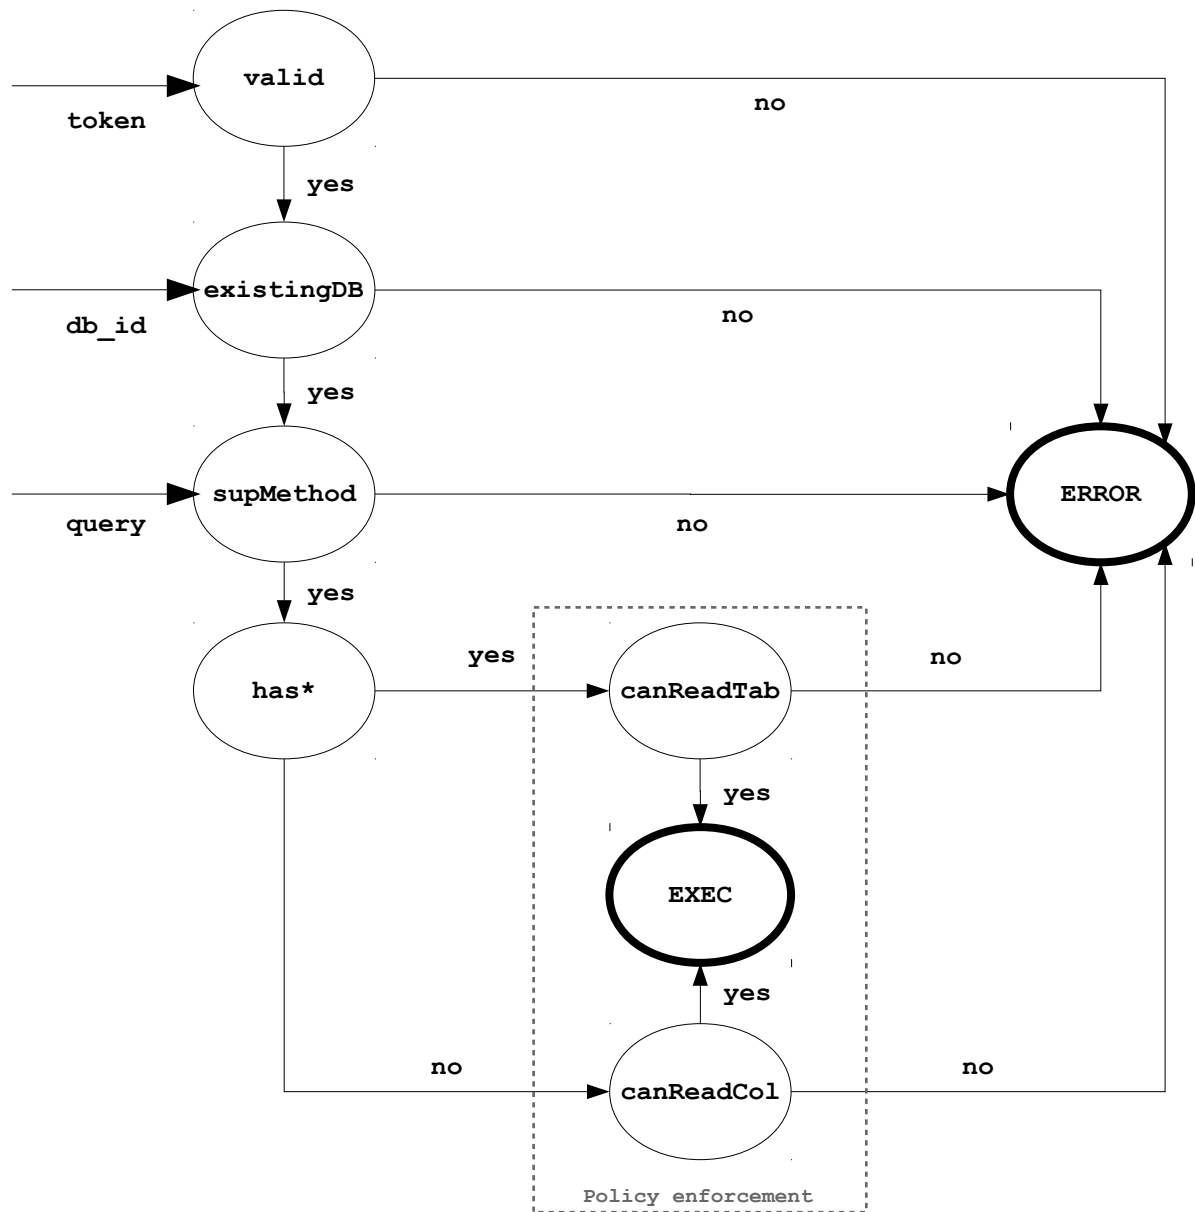 valid
no
token
yes
existingDB
no
db_id
yes
supMethod
ERROR
query
no
yes
yes
no
has*
canReadTab
yes
EXEC
yes
no
no
canReadCol
Policy enforcement